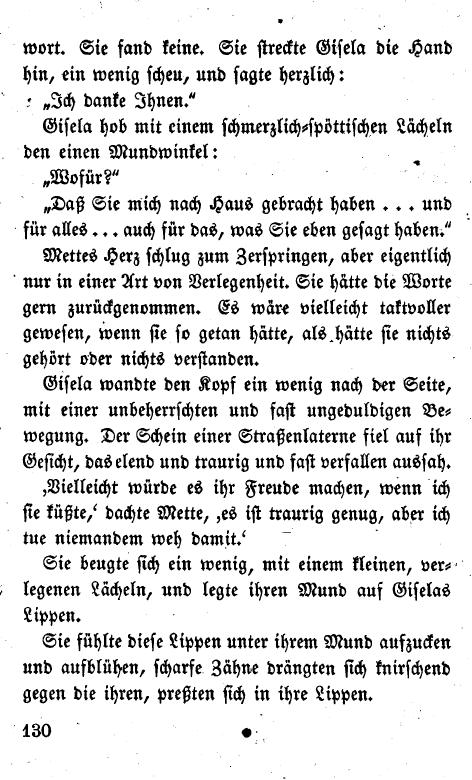 wort. Sie fand keine. Sie streckte Gisela die Hand
hin, ein wenig scheu, und sagte herzlich:
„Ich danke Ihnen.“
Gisela hob mit einem schmerzlich-spöttischen Lächeln
den einen Mundwinkel:
„Wofür?“
„Daß Sie mich nach Haus gebracht haben . . . und
für alles . . . auch für das, was Sie eben gesagt haben.“
Mettes Herz schlug zum Zerspringen, aber eigentlich
nur in einer Art von Verlegenheit. Sie hätte die Worte
gern zurückgenommen. Es wäre vielleicht taktvoller
gewesen, wenn sie so getan hätte, als hätte sie nichts
gehört oder nichts verstanden.
Gisela wandte den Kopf ein wenig nach der Seite,
mit einer unbeherrschten und fast ungeduldigen Be-
wegung. Der Schein einer Straßenlaterne fiel auf ihr
Gesicht, das elend und traurig und fast verfallen aussah.
‚Vielleicht würde es ihr Freude machen, wenn ich
sie küßte,‘ dachte Mette, ‚es ist traurig genug, aber ich
tue niemandem weh damit.‘
Sie beugte sich ein wenig, mit einem kleinen, ver-
legenen Lächeln, und legte ihren Mund auf Giselas
Lippen.
Sie fühlte diese Lippen unter ihrem Mund aufzucken
und aufblühen, scharfe Zähne drängten sich knirschend
gegen die ihren, preßten sich in ihre Lippen.
130